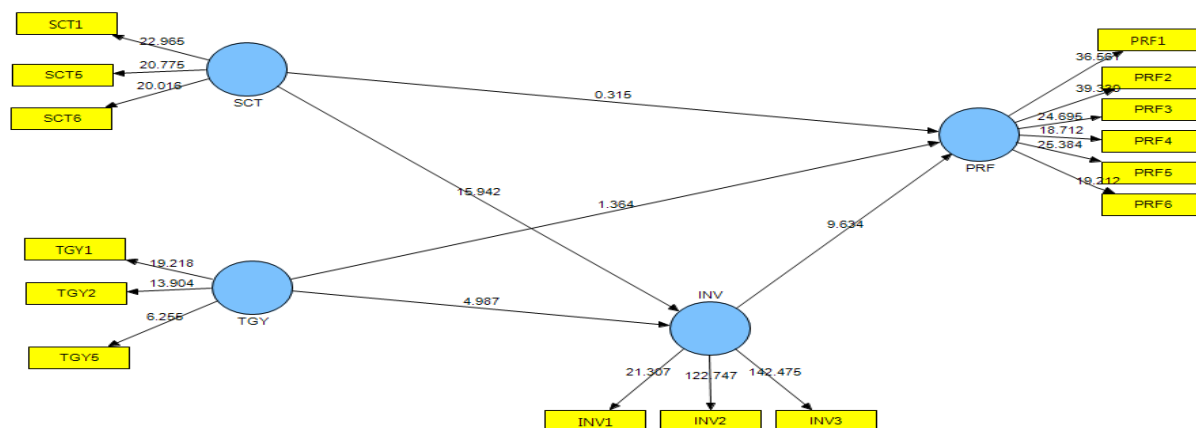 SCT1
22.965
SCT5
20.775
SCT6
20.016
SCT
0.315
15.942
PRF1
36.561
PRF2
39.330
PRF3
24.695
PRF4
18.712
PRF5
25.384
PRF6
19.212
PRF
1.364
9.634
TGY1
19.218
TGY2
13.904
TGY5
6.255
TGY
4.987
INV
21.307
122.747
142.475
INV1
INV2
INV3